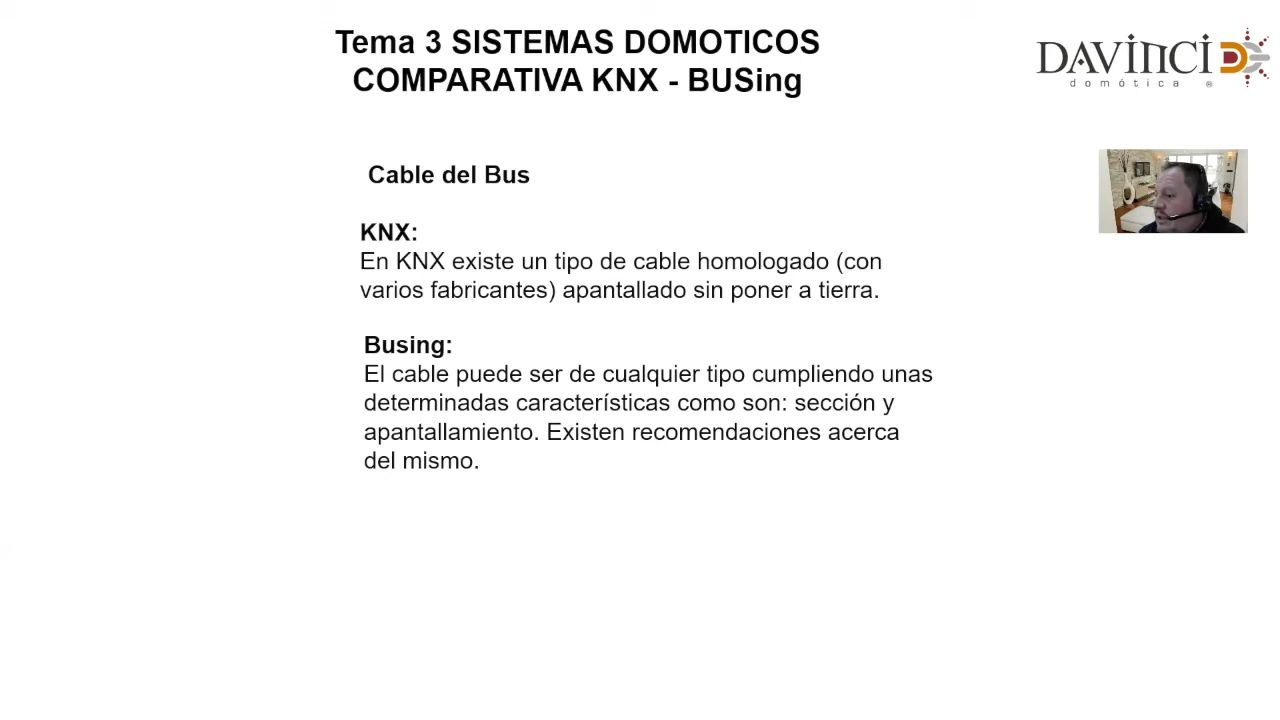 Tema 3 SISTEMAS DOMOTICOS
COMPARATIVA KNX - BUSing
DAVINCI
domótica ®
Cable del Bus
KNX:
En KNX existe un tipo de cable homologado (con
varios fabricantes) apantallado sin poner a tierra.
Busing:
El cable puede ser de cualquier tipo cumpliendo unas
determinadas características como son: sección y
apantallamiento. Existen recomendaciones acerca
del mismo.